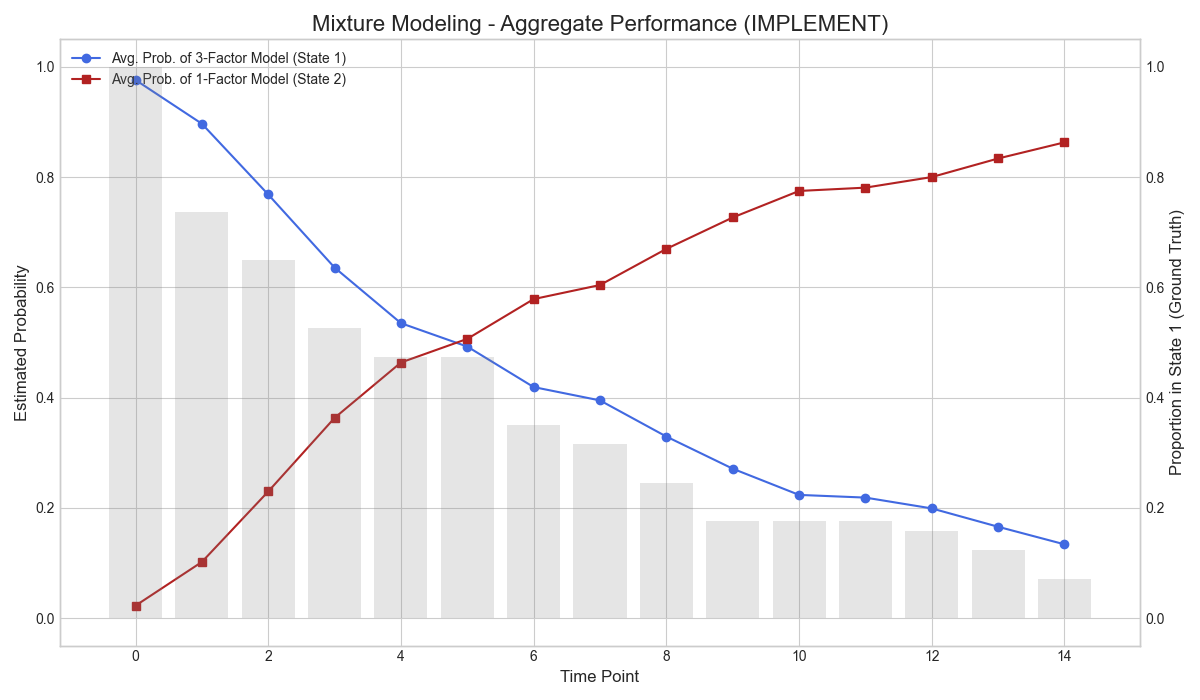 Mixture Modeling - Aggregate Performance (IMPLEMENT)
Avg. Prob. of 3-Factor Model (State 1)
Avg. Prob. of 1-Factor Model (State 2)
Estimated Probability
1.0
0.8
0.6
0.4
0.2
0.0
Proportion in State 1 (Ground Truth)
1.0
0.8
0.6
0.4
0.2
0.0
0 2 4 6 8 10 12 14
Time Point